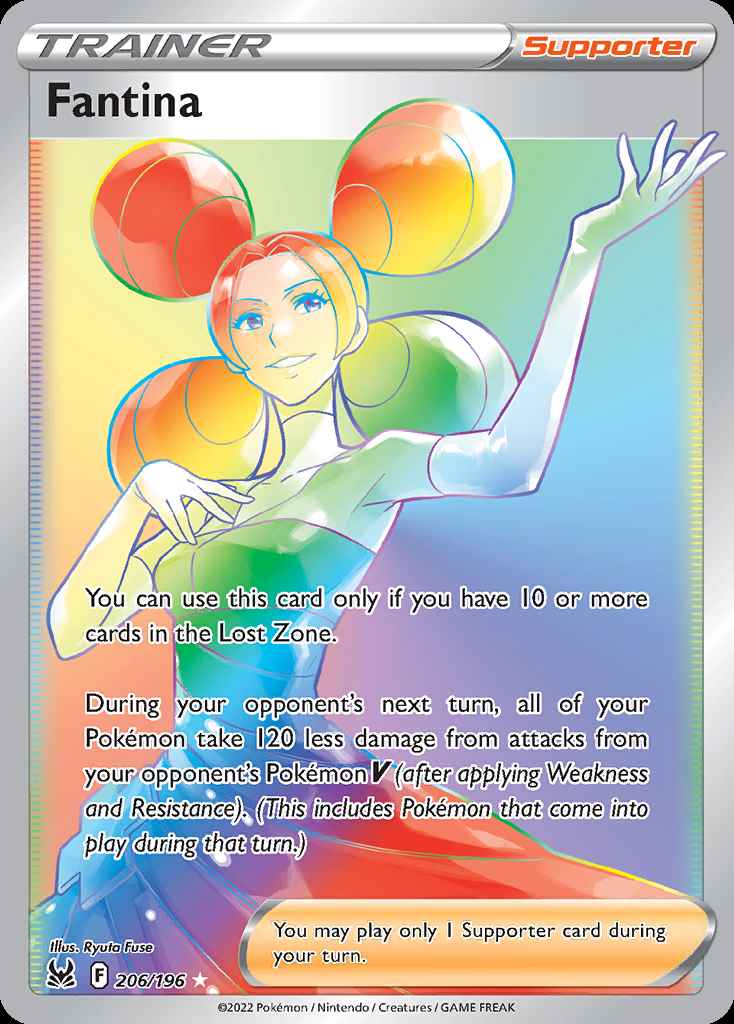 TRAINER
Supporter
Fantina
You can use this card only if you have 10 or more
cards in the Lost Zone.
During your opponent's next turn, all of your
Pokémon take 120 less damage from attacks from
your opponent's Pokémon V (after applying Weakness
and Resistance). (This includes Pokémon that come into
play during that turn.)
You may play only 1 Supporter card during
your turn.
Illus. Ryuta Fuse
F 206/196 ★
©2022 Pokémon / Nintendo / Creatures / GAME FREAK